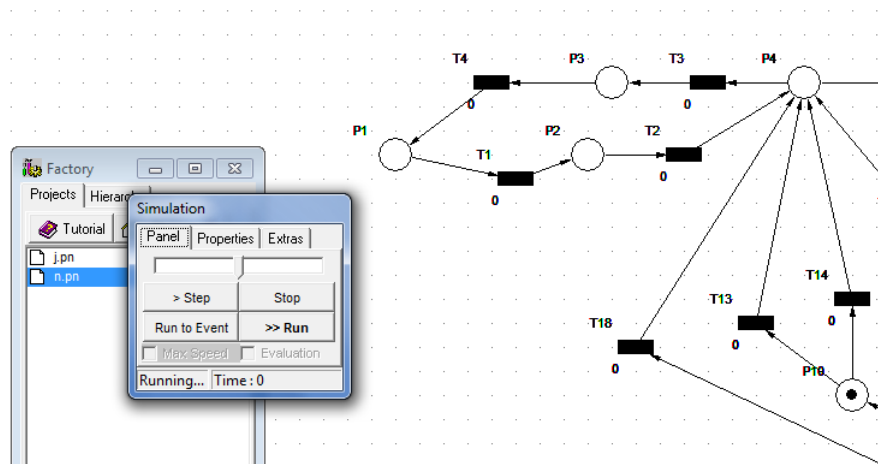 T4
P3
T3
P4
0
0
P1
T1
P2
T2
0
0
Factory
Projects
Tutorial
j.pn
n.pn
Simulation
Panel Properties Extras
> Step Stop
Run to Event >> Run
Max Speed Evaluation
Running... Time : 0
T14
0
T13
0
T18
0